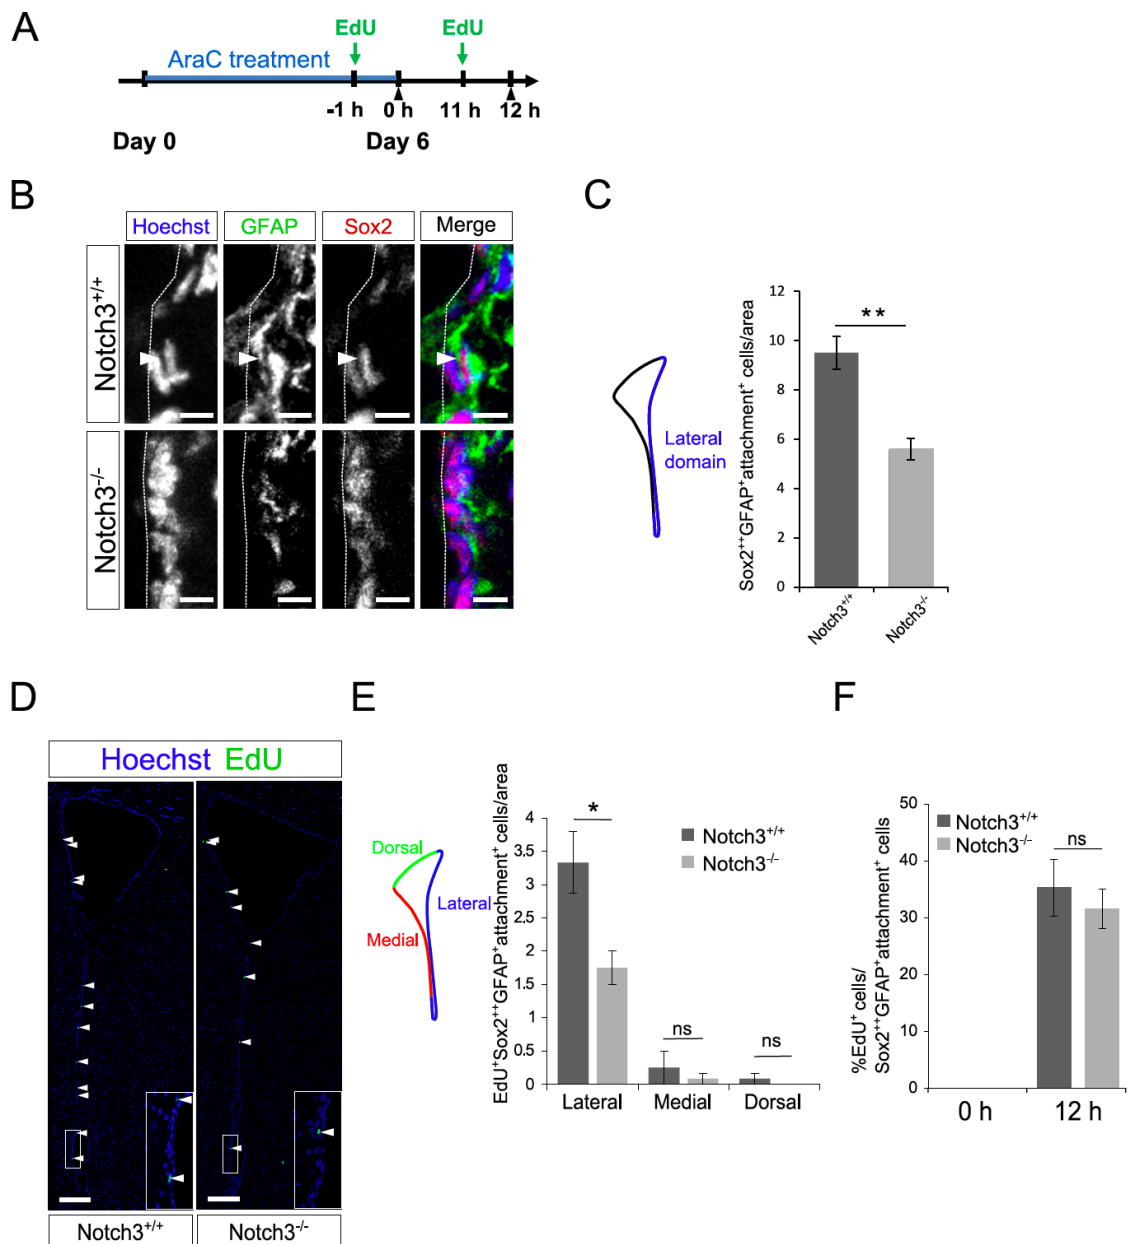 A
EdU
EdU
AraC treatment
-1 h
0 h
11 h
12 h
Day 0
Day 6
B
Hoechst
GFAP
Sox2
Merge
Notch3+/+
Notch3-/-
C
Lateral
domain
Sox2++GFAP+attachment+ cells/area
12
10
8
6
4
2
0
**
Notch3+/+
Notch3-/-
D
Hoechst EdU
Notch3+/+
Notch3-/-
E
Dorsal
Lateral
Medial
EdU+Sox2++GFAP+attachment+ cells/area
4
3.5
3
2.5
2
1.5
1
0.5
0
*
ns
ns
Notch3+/+
Notch3-/-
Lateral
Medial
Dorsal
F
%EdU+ cells/
Sox2++GFAP+attachment+ cells
50
40
30
20
10
0
Notch3+/+
Notch3-/-
ns
0 h
12 h